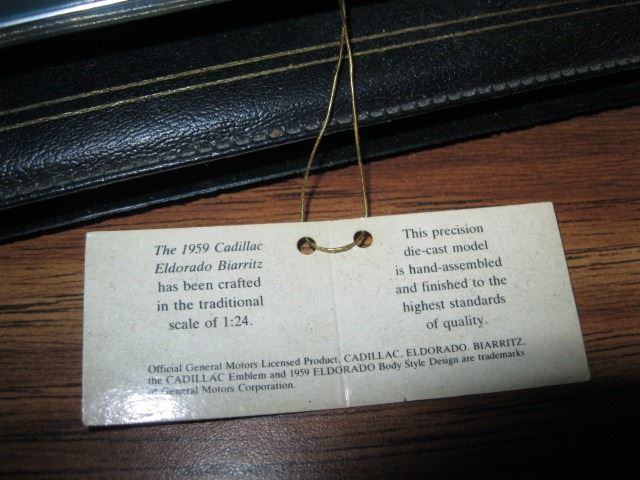 The 1959 Cadillac
Eldorado Biarritz
has been crafted
in the traditional
scale of 1:24.
This precision
die-cast model
is hand-assembled
and finished to the
highest standards
of quality.
Official General Motors Licensed Product, CADILLAC, ELDORADO, BIARRITZ,
the CADILLAC Emblem and 1959 ELDORADO Body Style Design are trademarks
of General Motors Corporation.